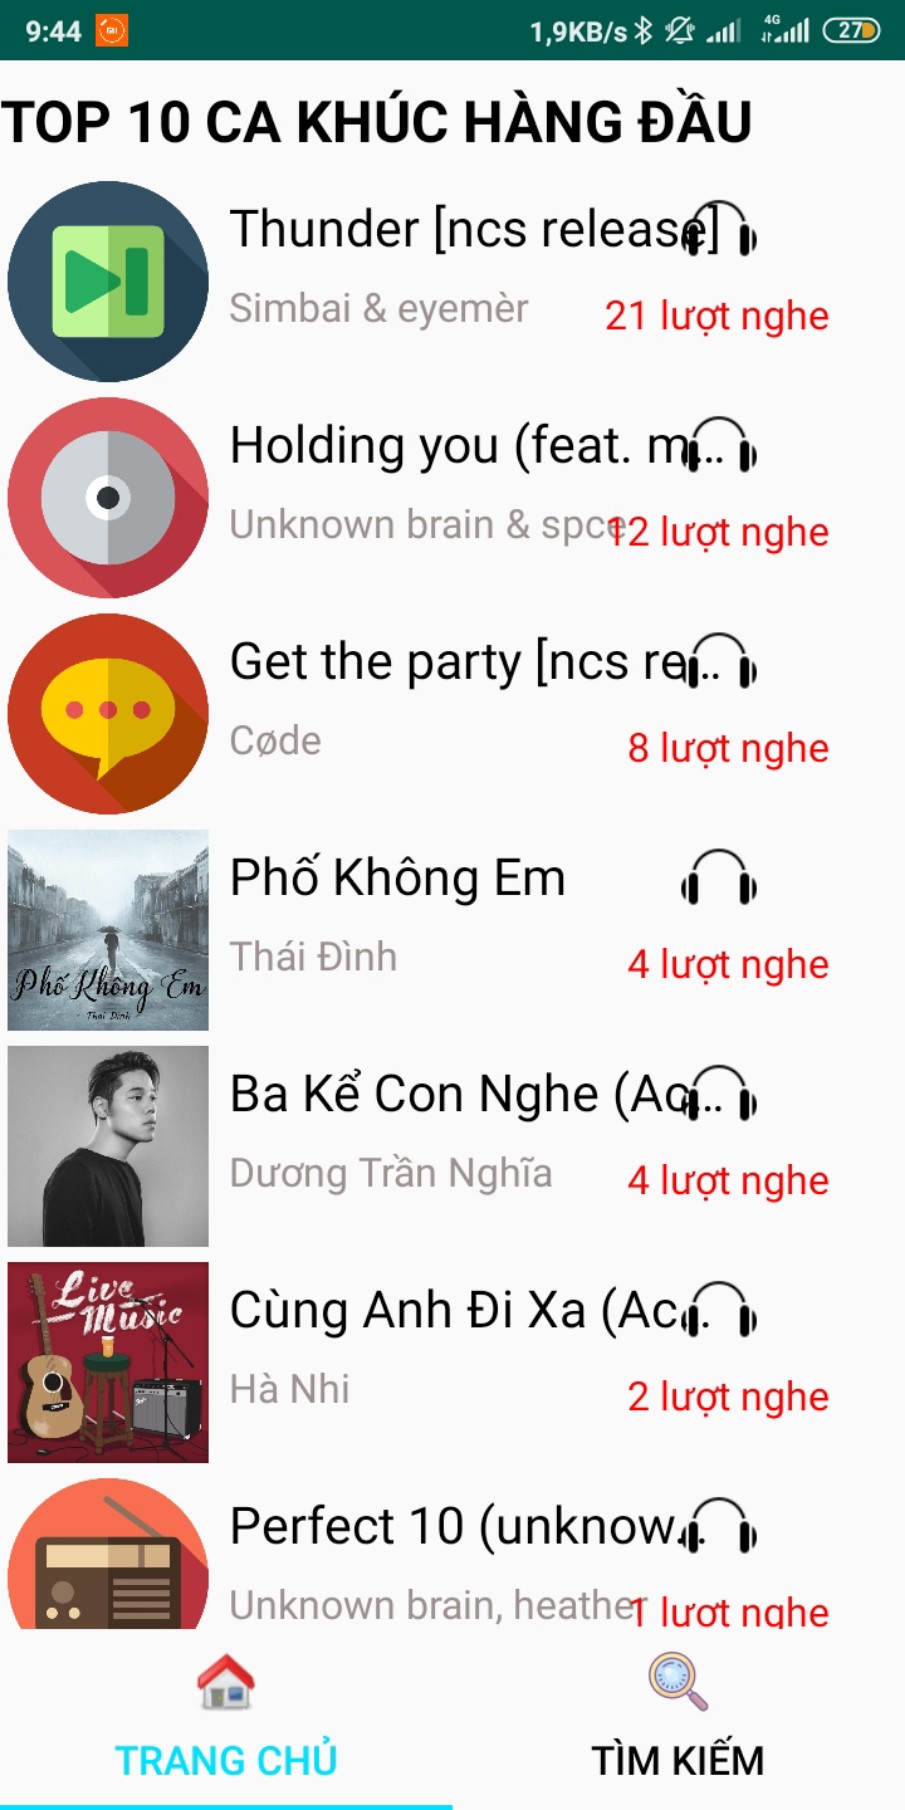 9:44
1,9KB/s 4G 27
TOP 10 CA KHÚC HÀNG ĐẦU
Thunder [ncs release]
Simbai & eyemèr
21 lượt nghe
Holding you (feat. m...
Unknown brain & spce
12 lượt nghe
Get the party [ncs re...
Cøde
8 lượt nghe
Phố Không Em
Thái Đình
4 lượt nghe
Phố Không Em
Thái Đinh
Ba Kể Con Nghe (Ac...
Dương Trần Nghĩa
4 lượt nghe
Live Music
Cùng Anh Đi Xa (Ac...
Hà Nhi
2 lượt nghe
Perfect 10 (unknow...
Unknown brain, heather
1 lượt nghe
TRANG CHỦ
TÌM KIẾM